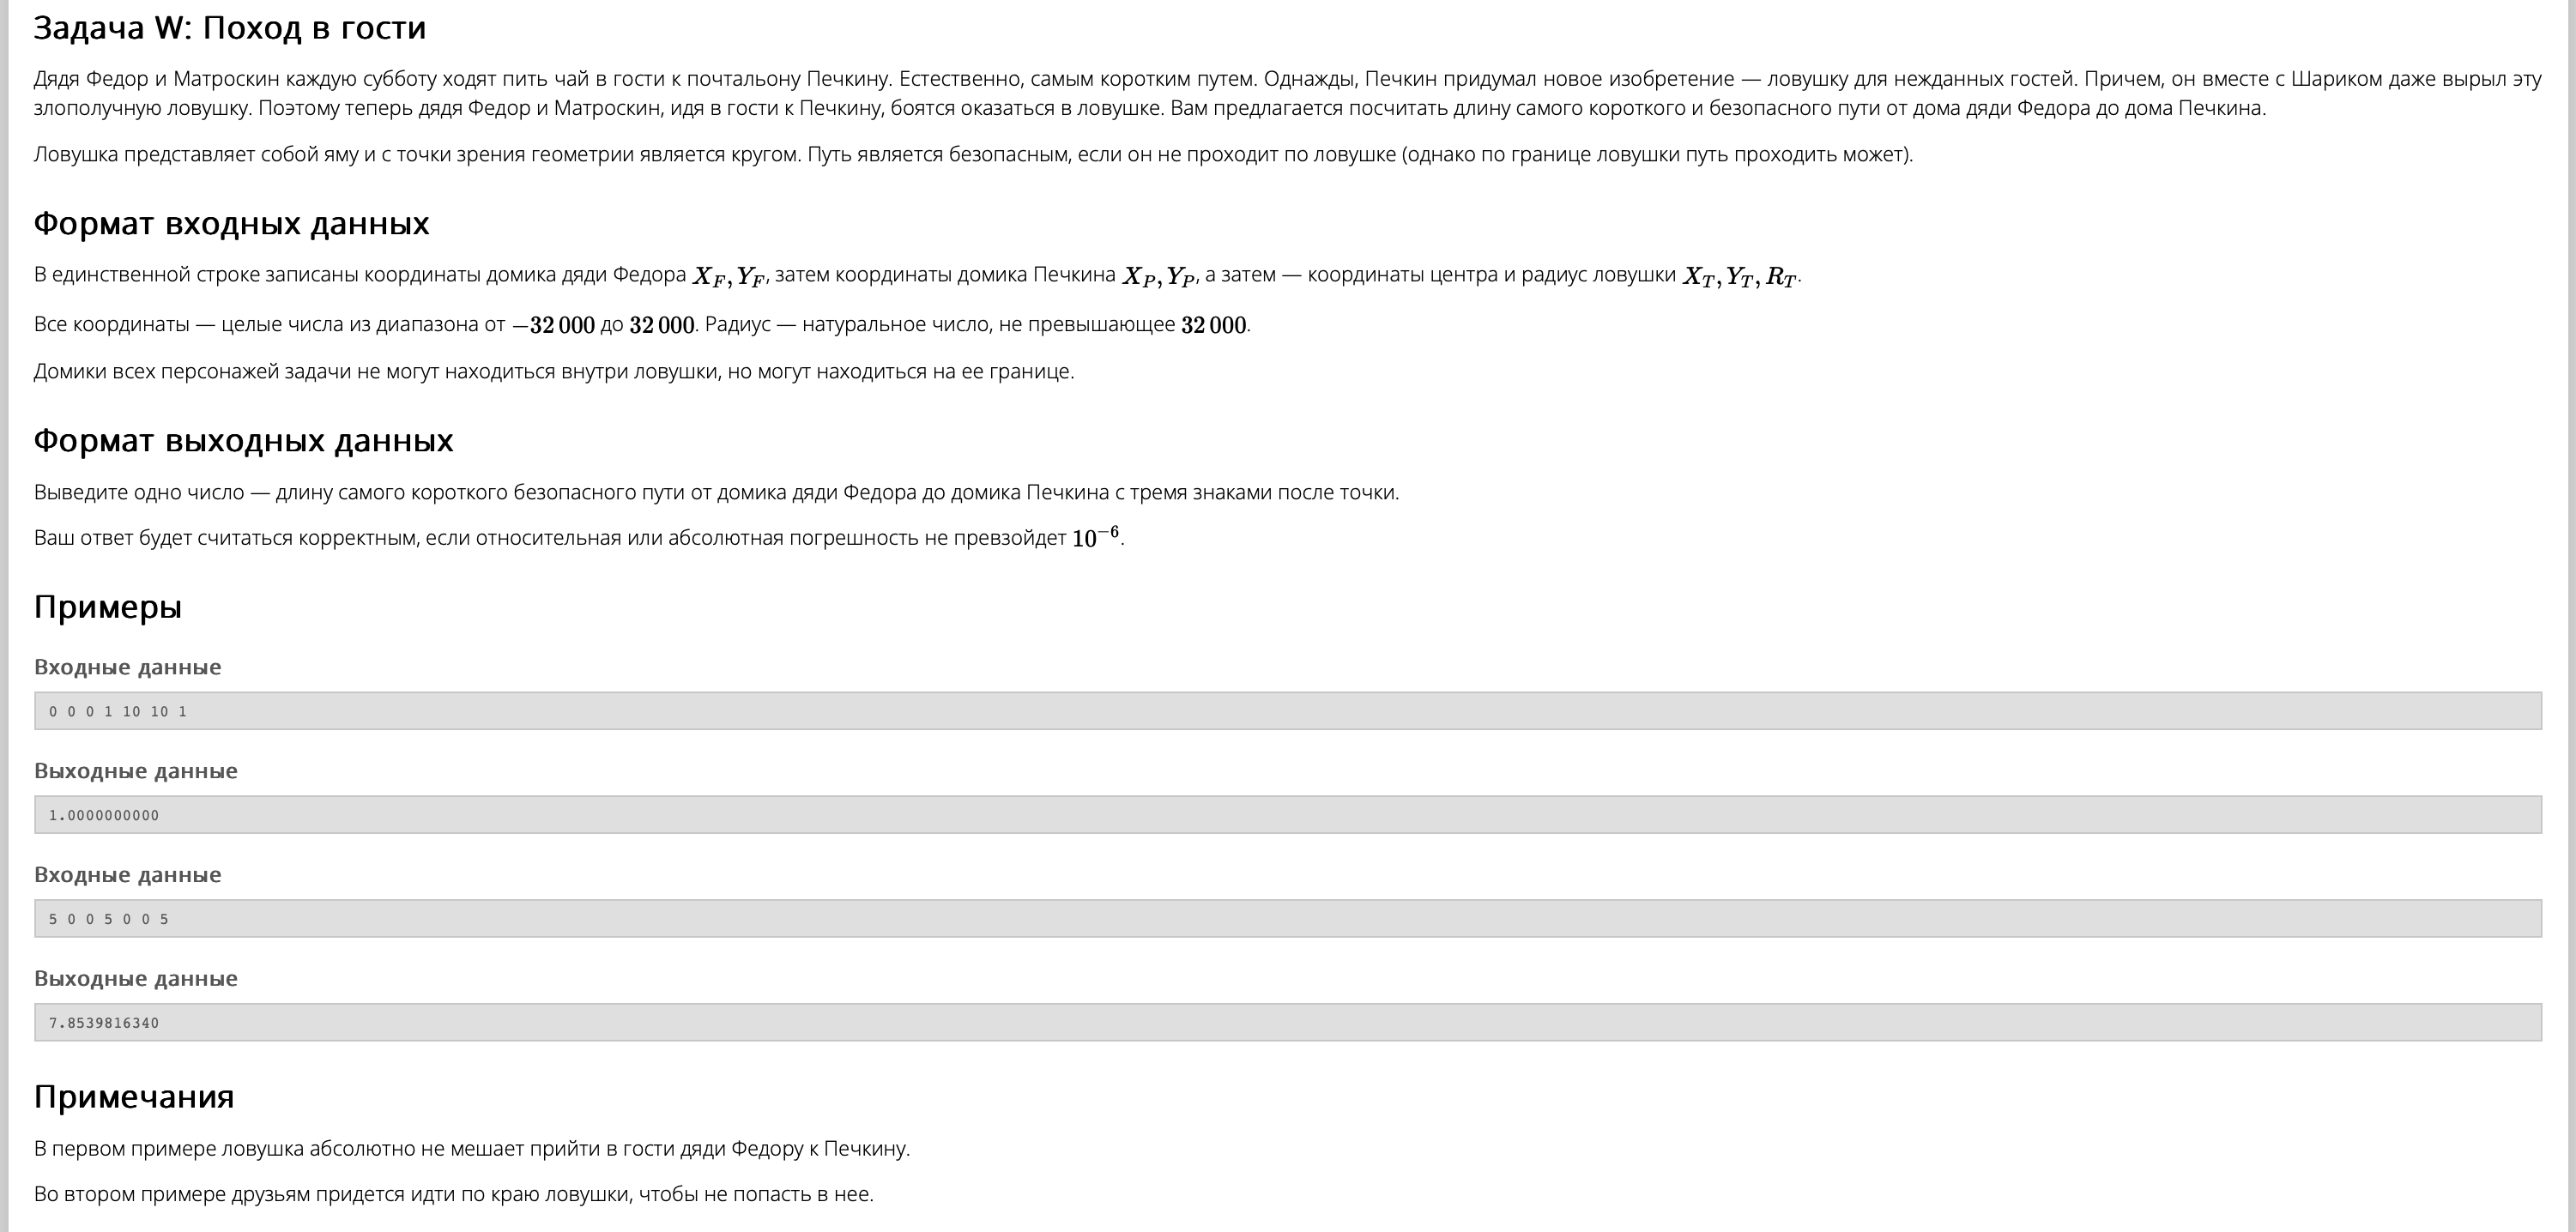 Задача W: Поход в гости
Дядя Федор и Матроскин каждую субботу ходят пить чай в гости к почтальону Печкину. Естественно, самым коротким путем. Однажды, Печкин придумал новое изобретение — ловушку для нежданных гостей. Причем, он вместе с Шариком даже вырыл эту
злополучную ловушку. Поэтому теперь дядя Федор и Матроскин, идя в гости к Печкину, боятся оказаться в ловушке. Вам предлагается посчитать длину самого короткого и безопасного пути от дома дяди Федора до дома Печкина.
Ловушка представляет собой яму и с точки зрения геометрии является кругом. Путь является безопасным, если он не проходит по ловушке (однако по границе ловушки путь проходить может).
Формат входных данных
В единственной строке записаны координаты домика дяди Федора $X_F, Y_F$, затем координаты домика Печкина $X_P, Y_P$, а затем — координаты центра и радиус ловушки $X_T, Y_T, R_T$.
Все координаты — целые числа из диапазона от −32 000 до 32 000. Радиус — натуральное число, не превышающее 32 000.
Домики всех персонажей задачи не могут находиться внутри ловушки, но могут находиться на ее границе.
Формат выходных данных
Выведите одно число — длину самого короткого безопасного пути от домика дяди Федора до домика Печкина с тремя знаками после точки.
Ваш ответ будет считаться корректным, если относительная или абсолютная погрешность не превзойдет $10^{-6}$.
Примеры
Входные данные
0 0 0 1 10 10 1
Выходные данные
1.0000000000
Входные данные
5 0 0 5 0 0 5
Выходные данные
7.8539816340
Примечания
В первом примере ловушка абсолютно не мешает прийти в гости дяди Федору к Печкину.
Во втором примере друзьям придется идти по краю ловушки, чтобы не попасть в нее.